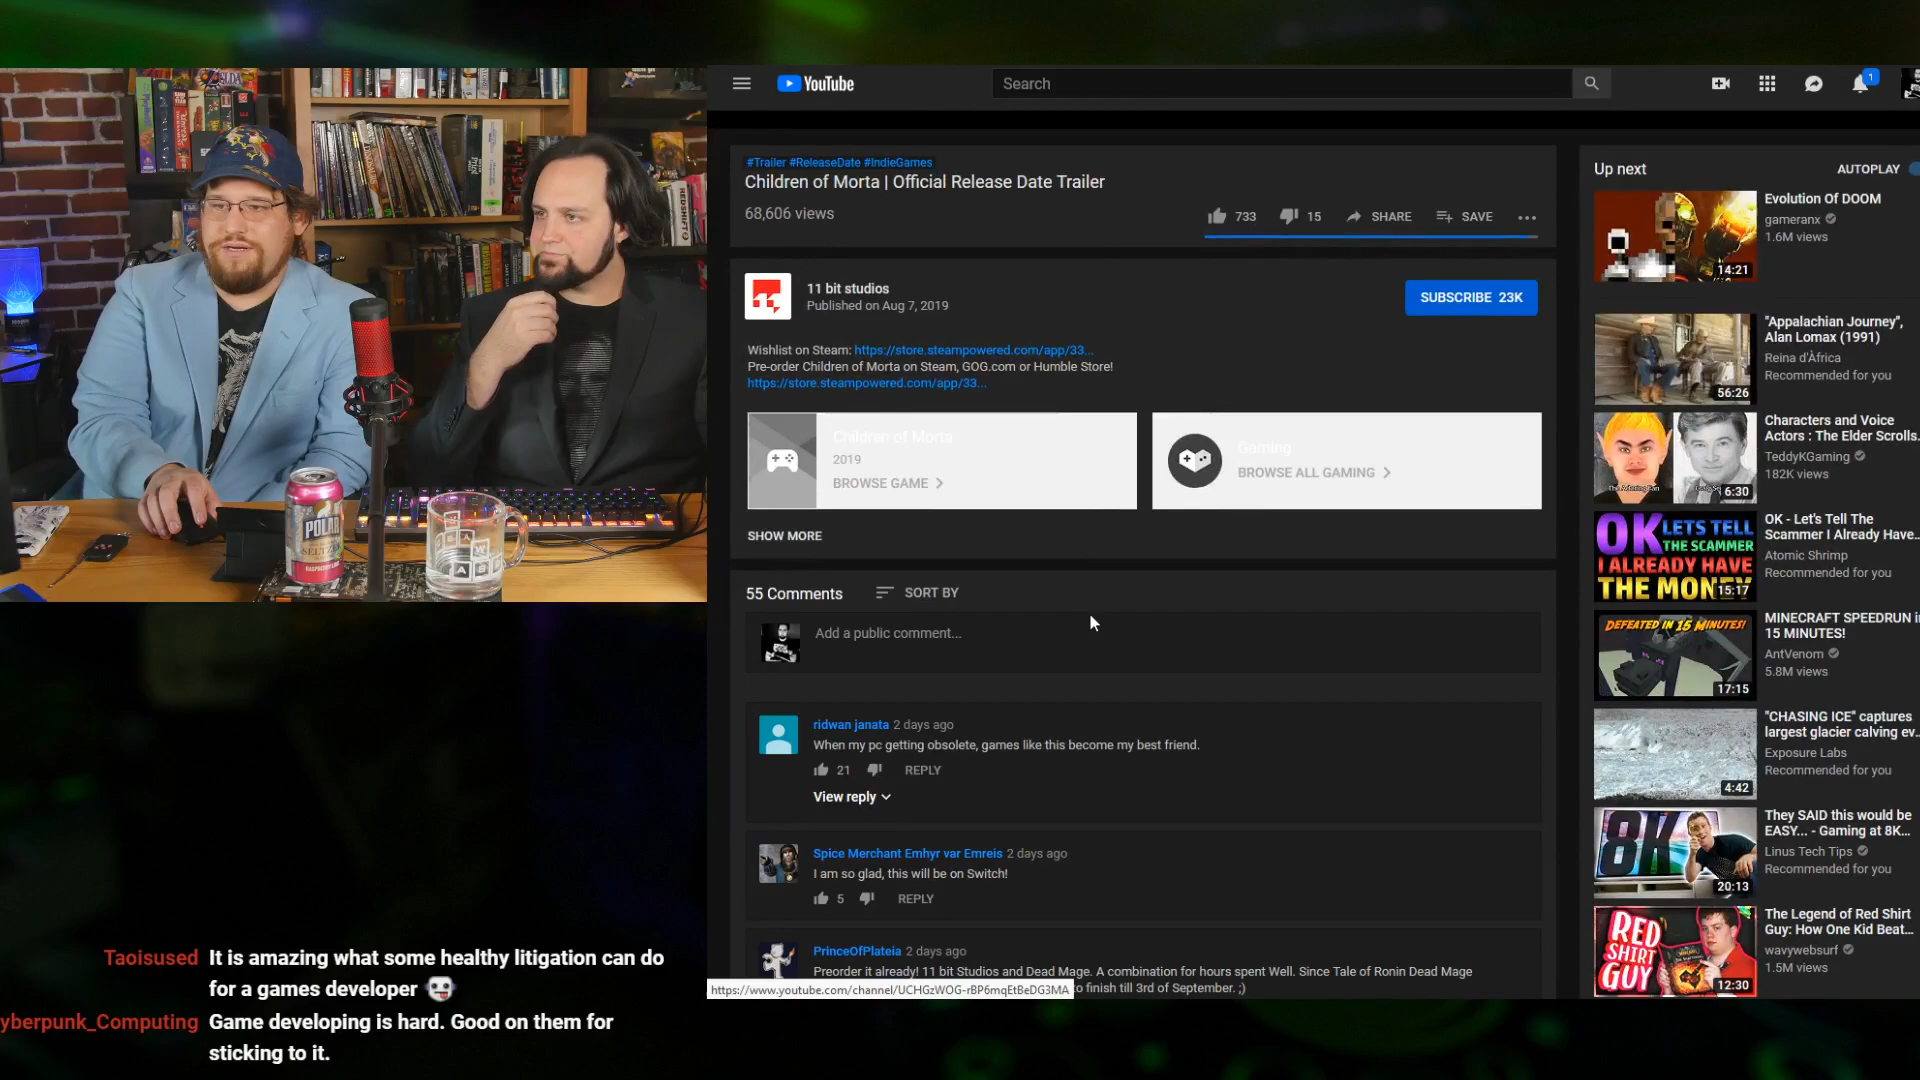 YouTube
Search
1
#Trailer #ReleaseDate #IndieGames
Children of Morta | Official Release Date Trailer
68,606 views
733
15
SHARE
SAVE
11 bit studios
Published on Aug 7, 2019
SUBSCRIBE 23K
Wishlist on Steam: https://store.steampowered.com/app/33...
Pre-order Children of Morta on Steam, GOG.com or Humble Store!
https://store.steampowered.com/app/33...
Children of Morta
2019
BROWSE GAME
Gaming
BROWSE ALL GAMING
SHOW MORE
55 Comments
SORT BY
Add a public comment...
ridwan janata 2 days ago
When my pc getting obsolete, games like this become my best friend.
21
REPLY
View reply
Spice Merchant Emhyr var Emreis 2 days ago
I am so glad, this will be on Switch!
5
REPLY
PrinceOfPlateia 2 days ago
Preorder it already! 11 bit Studios and Dead Mage. A combination for hours spent Well. Since Tale of Ronin Dead Mage
to finish till 3rd of September. ;)
https://www.youtube.com/channel/UCHGzWOG-rBP6mqEtBeDG3MA
Up next
AUTOPLAY
14:21
Evolution Of DOOM
gameranx
1.6M views
56:26
"Appalachian Journey",
Alan Lomax (1991)
Reina d'Àfrica
Recommended for you
6:30
Characters and Voice
Actors : The Elder Scrolls...
TeddyKGaming
182K views
OK LETS TELL
THE SCAMMER
I ALREADY HAVE
THE MONEY
15:17
OK - Let's Tell The
Scammer I Already Have...
Atomic Shrimp
Recommended for you
DEFEATED IN 15 MINUTES!
17:15
MINECRAFT SPEEDRUN in
15 MINUTES!
AntVenom
5.8M views
4:42
"CHASING ICE" captures
largest glacier calving ev...
Exposure Labs
Recommended for you
8K
20:13
They SAID this would be
EASY... - Gaming at 8K...
Linus Tech Tips
Recommended for you
RED
SHIRT
GUY
12:30
The Legend of Red Shirt
Guy: How One Kid Beat...
wavywebsurf
1.5M views
POLAR
SELTZER
REDSHIFT
Taoisused It is amazing what some healthy litigation can do
for a games developer
yberpunk_Computing Game developing is hard. Good on them for
sticking to it.